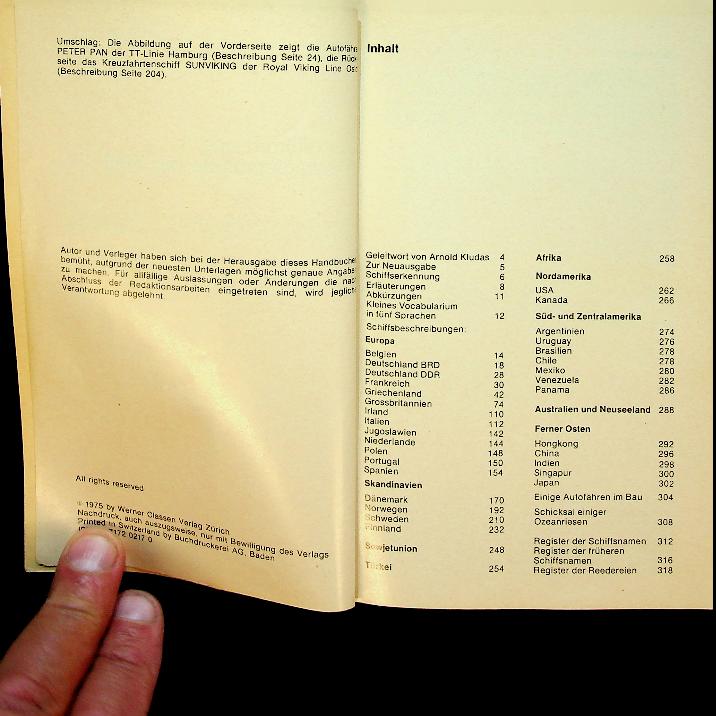 Umschlag: Die Abbildung auf der Vorderseite zeigt die Autofähre
PETER PAN der TT-Linie Hamburg (Beschreibung Seite 24), die Rück-
seite das Kreuzfahrtenschiff SUNVIKING der Royal Viking Line
(Beschreibung Seite 204).
Autor und Verleger haben sich bei der Herausgabe dieses Handbuches
bemüht, aufgrund der neuesten Unterlagen möglichst genaue Angaben
zu machen. Für allfällige Auslassungen oder Änderungen die nach
Abschluss der Redaktionsarbeiten eingetreten sind, wird jegliche
Verantwortung abgelehnt.
All rights reserved
© 1975 by Werner Classen Verlag Zürich
Nachdruck, auch auszugsweise, nur mit Bewilligung des Verlags
Printed in Switzerland by Buchdruckerei AG, Baden
172 0217 0
Inhalt
Geleitwort von Arnold Kludas 4
Zur Neuausgabe 5
Schiffserkennung 6
Erläuterungen 8
Abkürzungen 11
Kleines Vocabularium
in fünf Sprachen 12
Schiffsbeschreibungen:
Europa
Belgien 14
Deutschland BRD 18
Deutschland DDR 28
Frankreich 30
Griechenland 42
Grossbritannien 74
Irland 110
Italien 112
Jugoslawien 142
Niederlande 144
Polen 148
Portugal 150
Spanien 154
Skandinavien
Dänemark 170
Norwegen 192
Schweden 210
Finnland 232
Sowjetunion 248
Türkei 254
Afrika 258
Nordamerika
USA 262
Kanada 266
Süd- und Zentralamerika
Argentinien 274
Uruguay 276
Brasilien 278
Chile 278
Mexiko 280
Venezuela 282
Panama 286
Australien und Neuseeland 288
Ferner Osten
Hongkong 292
China 296
Indien 298
Singapur 300
Japan 302
Einige Autofähren im Bau 304
Schicksal einiger
Ozeanriesen 308
Register der Schiffsnamen 312
Register der früheren
Schiffsnamen 316
Register der Reedereien 318